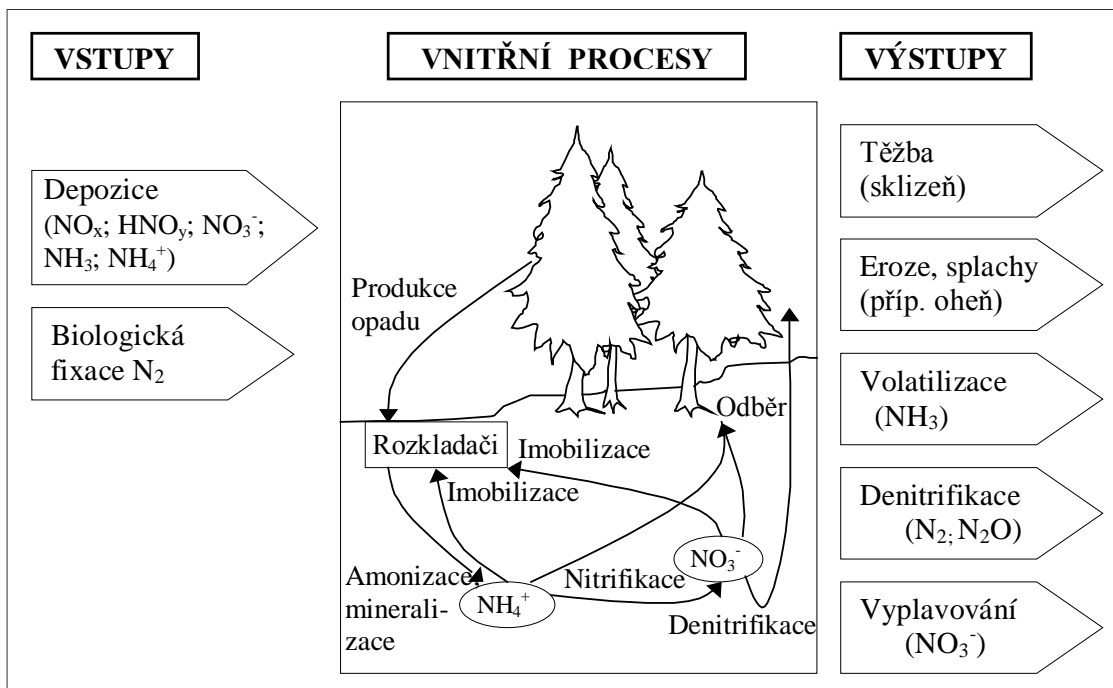 VSTUPY
Depozice
(NOₓ; HNOᵧ; NO₃⁻;
NH₃; NH₄⁺)
Biologická
fixace N₂
VNITŘNÍ PROCESY
Produkce
opadu
Odběr
Rozkladači
Imobilizace
Imobilizace
Amonizace,
minerali-
zace
NH₄⁺
Nitrifikace
NO₃⁻
Denitrifikace
VÝSTUPY
Těžba
(sklizeň)
Eroze, splachy
(příp. oheň)
Volatilizace
(NH₃)
Denitrifikace
(N₂; N₂O)
Vyplavování
(NO₃⁻)